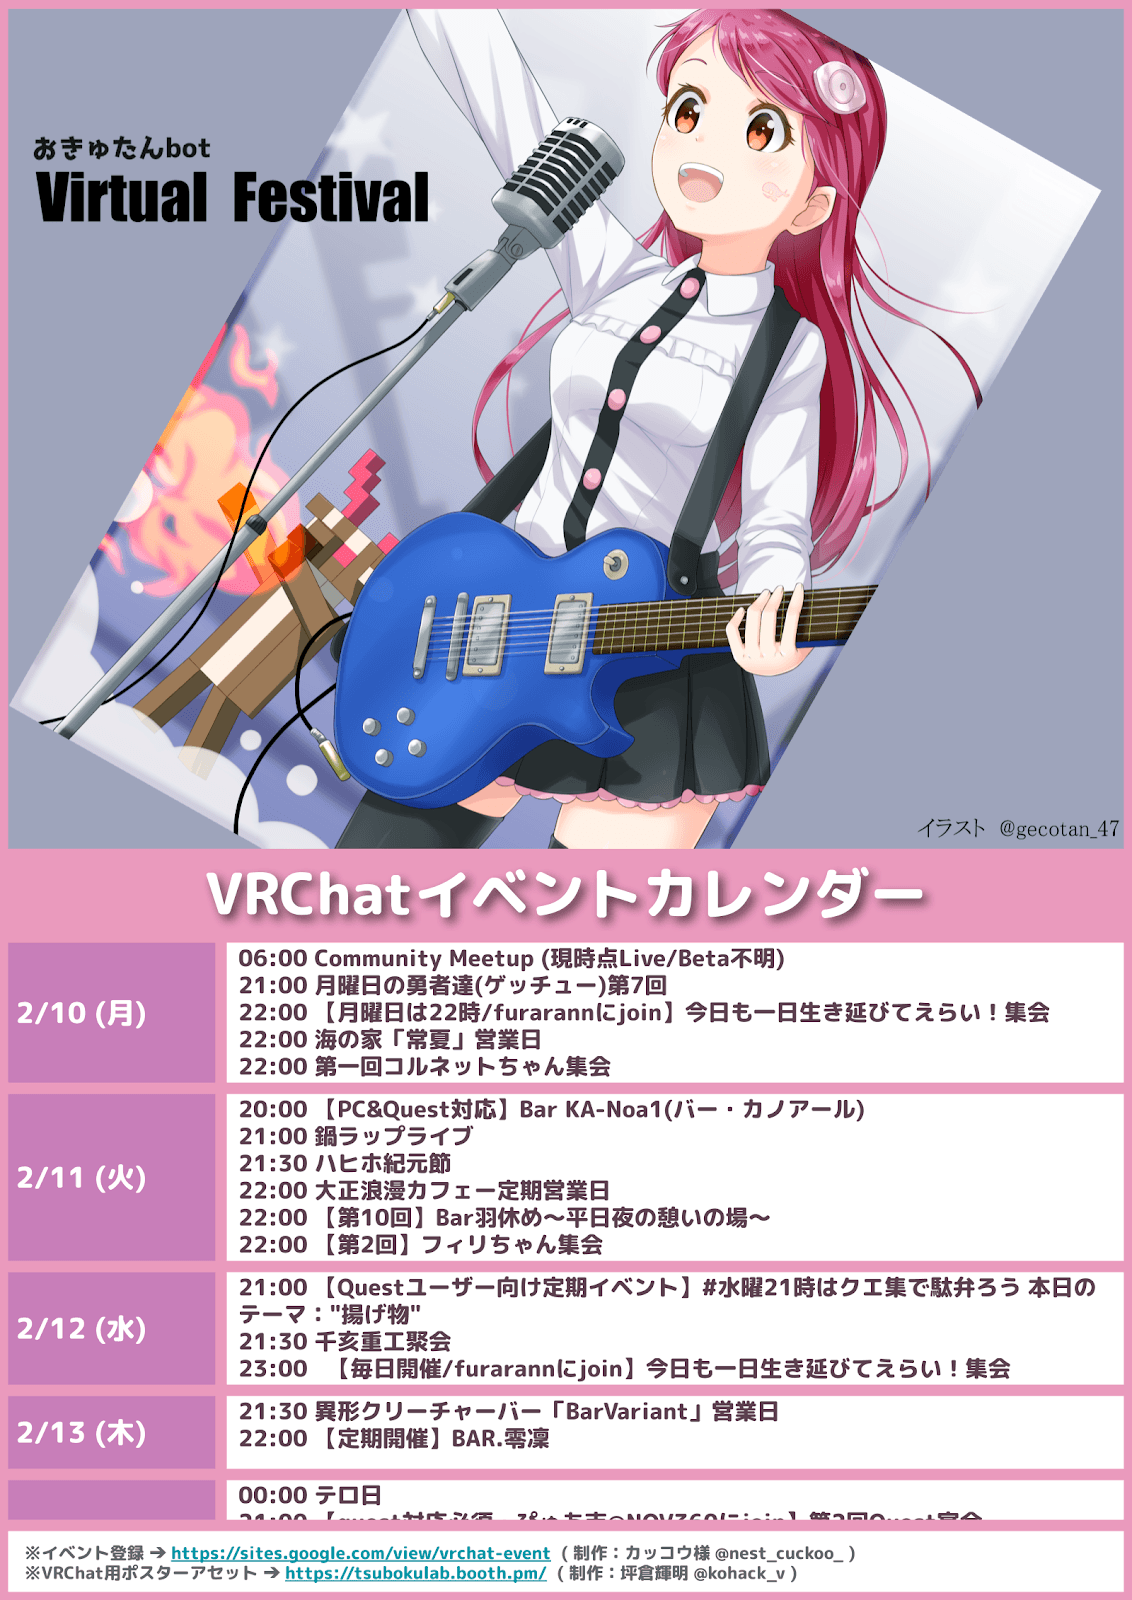 おきゅたんbot
Virtual Festival
イラスト @gecotan_47
VRChatイベントカレンダー
2/10 (月)
06:00 Community Meetup (現時点Live/Beta不明)
21:00 月曜日の勇者達(ゲッチュー)第7回
22:00 【月曜日は22時/furarannにjoin】今日も一日生き延びてえらい！集会
22:00 海の家「常夏」営業日
22:00 第一回コルネットちゃん集会
2/11 (火)
20:00 【PC&Quest対応】Bar KA-Noa1(バー・カノアール)
21:00 鍋ラップライブ
21:30 ハヒホ紀元節
22:00 大正浪漫カフェー定期営業日
22:00 【第10回】Bar羽休め〜平日夜の憩いの場〜
22:00 【第2回】フィリちゃん集会
2/12 (水)
21:00 【Questユーザー向け定期イベント】#水曜21時はクエ集で駄弁ろう 本日の
テーマ："揚げ物"
21:30 千亥重工聚会
23:00 【毎日開催/furarannにjoin】今日も一日生き延びてえらい！集会
2/13 (木)
21:30 異形クリーチャーバー「BarVariant」営業日
22:00 【定期開催】BAR.零凜
00:00 テロ日
※イベント登録 → https://sites.google.com/view/vrchat-event ( 制作：カッコウ様 @nest_cuckoo_ )
※VRChat用ポスターアセット → https://tsubokulab.booth.pm/ ( 制作：坪倉輝明 @kohack_v )